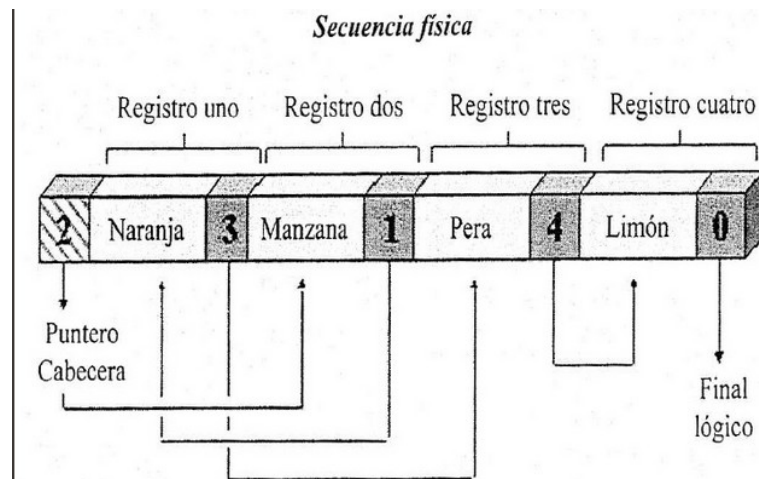 Secuencia física
Registro uno Registro dos Registro tres Registro cuatro
2 Naranja 3 Manzana 1 Pera 4 Limón 0
Puntero
Cabecera
Final
lógico